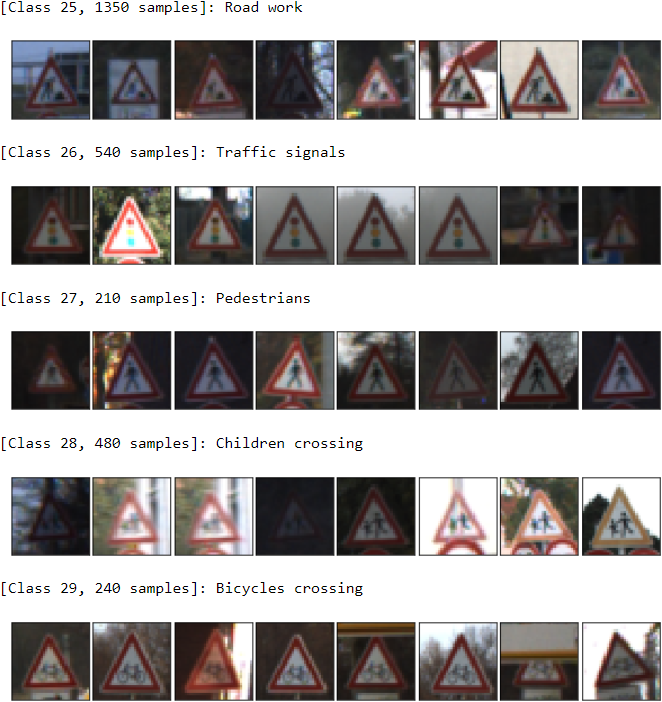 [Class 25, 1350 samples]: Road work
[Class 26, 540 samples]: Traffic signals
[Class 27, 210 samples]: Pedestrians
[Class 28, 480 samples]: Children crossing
[Class 29, 240 samples]: Bicycles crossing